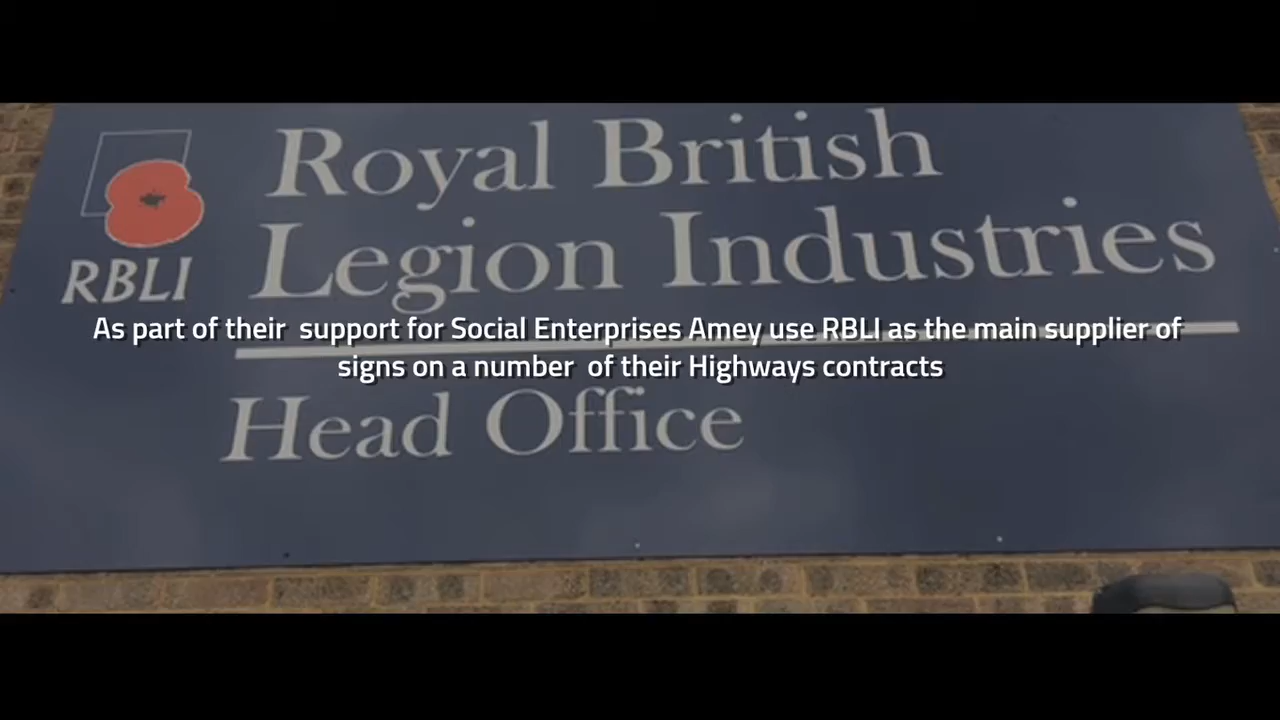 Royal British
Legion Industries
RBLI
As part of their  support for Social Enterprises Amey use RBLI as the main supplier of
signs on a number  of their Highways contracts
Head Office